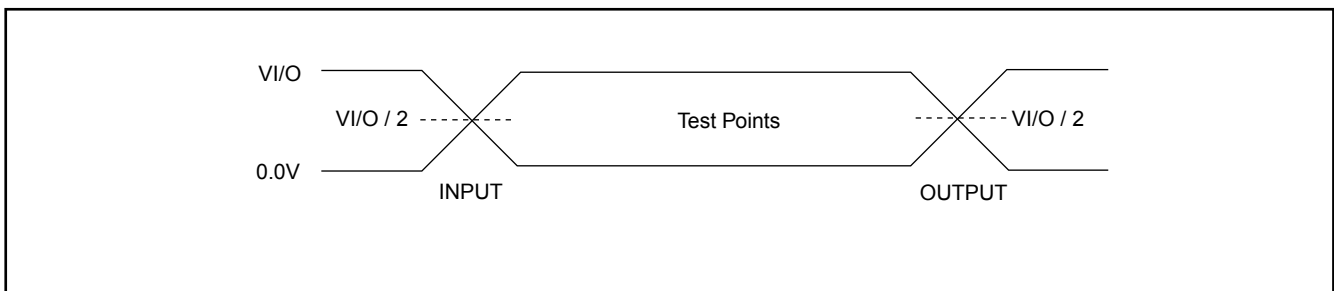 VI/O
VI/O / 2
Test Points
VI/O / 2
0.0V
INPUT
OUTPUT